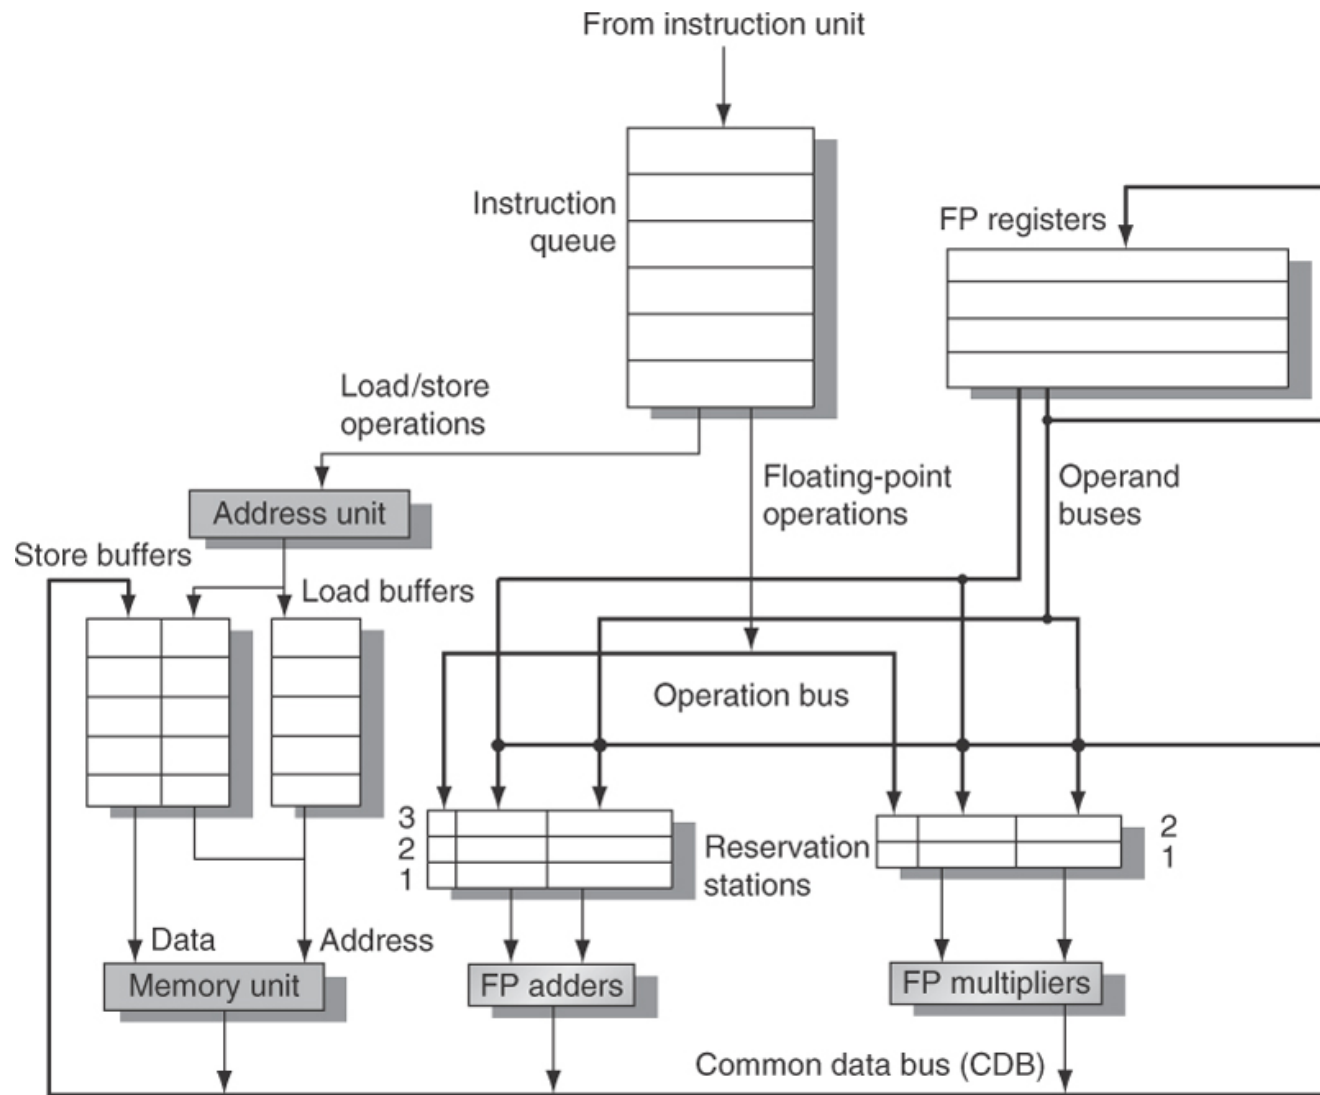 From instruction unit
Instruction
queue
FP registers
Load/store
operations
Address unit
Floating-point
operations
Operand
buses
Store buffers
Load buffers
Operation bus
3
2
1
Reservation
stations
2
1
Data
Address
Memory unit
FP adders
FP multipliers
Common data bus (CDB)